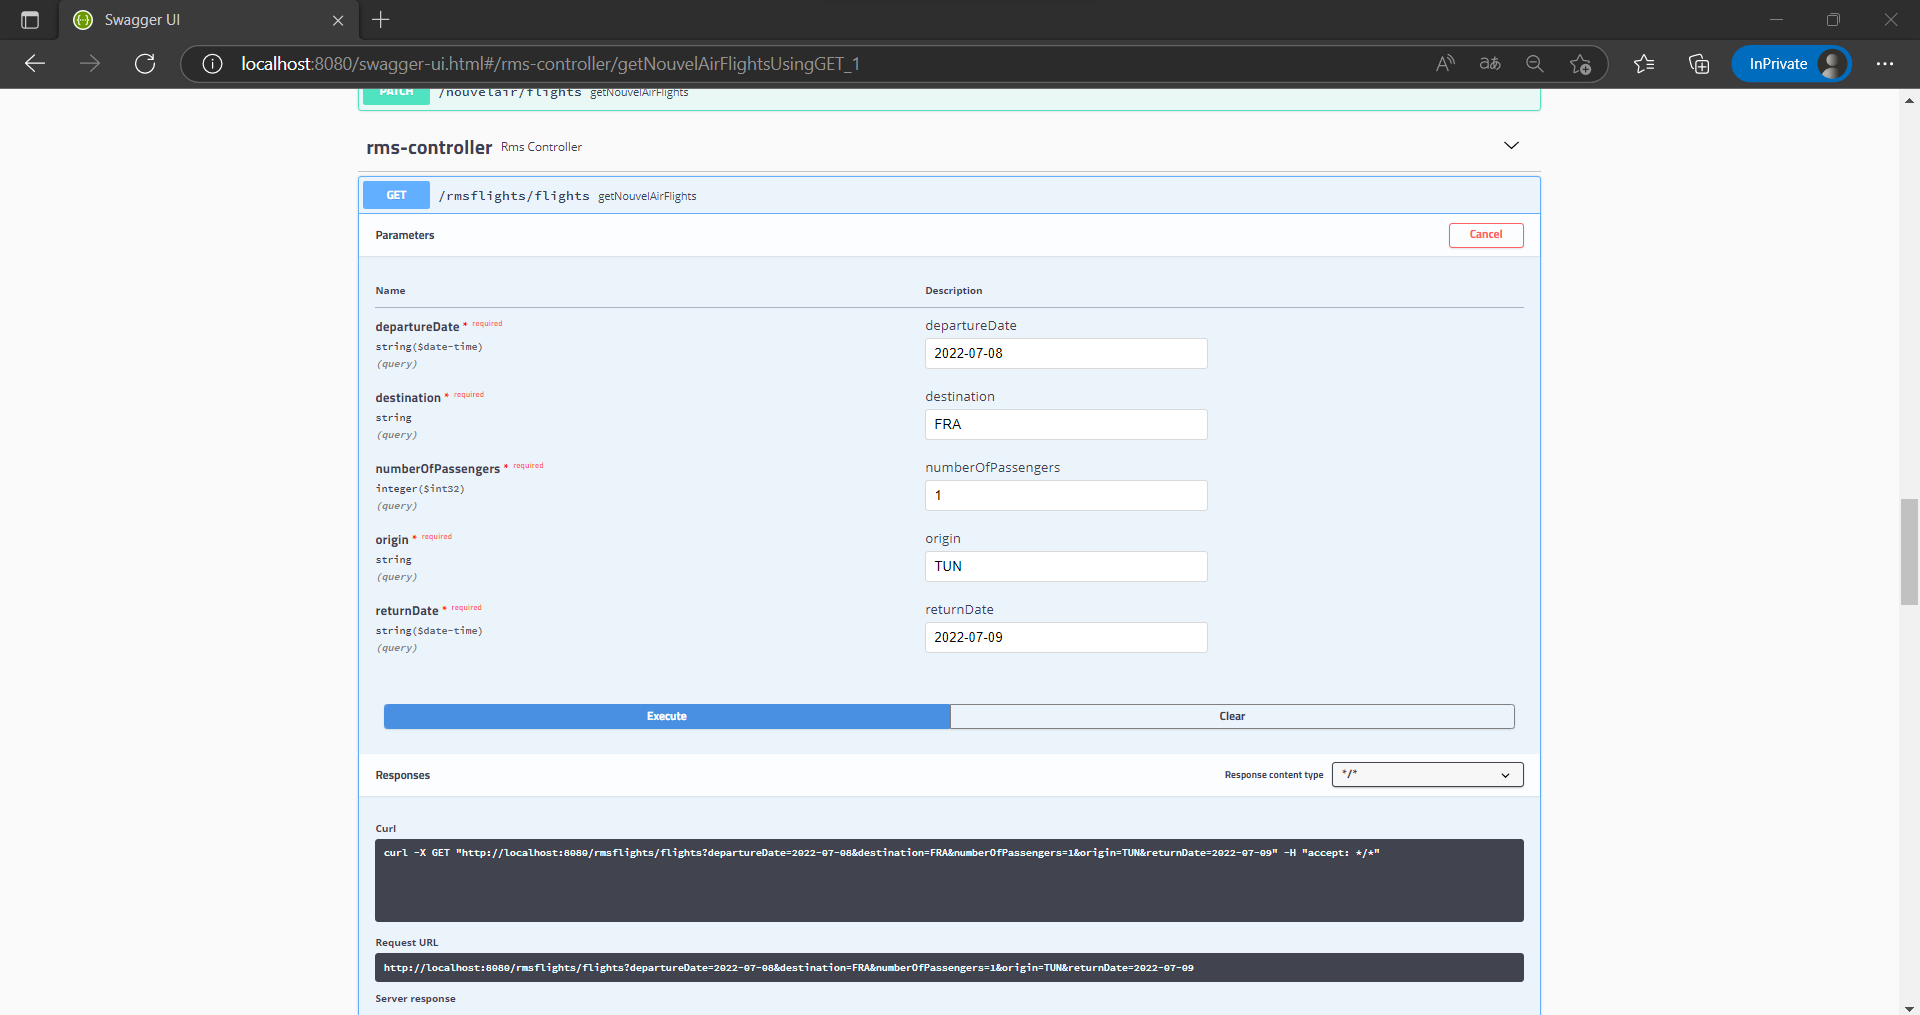 Swagger UI
localhost:8080/swagger-ui.html#/rms-controller/getNouvelAirFlightsUsingGET_1
InPrivate
PATCH /nouvelair/flights getNouvelAirFlights
rms-controller Rms Controller
GET /rmsflights/flights getNouvelAirFlights
Parameters
Cancel
Name Description
departureDate * required
string($date-time)
(query)
departureDate
2022-07-08
destination * required
string
(query)
destination
FRA
numberOfPassengers * required
integer($int32)
(query)
numberOfPassengers
1
origin * required
string
(query)
origin
TUN
returnDate * required
string($date-time)
(query)
returnDate
2022-07-09
Execute Clear
Responses
Response content type */*
Curl
curl -X GET "http://localhost:8080/rmsflights/flights?departureDate=2022-07-08&destination=FRA&numberOfPassengers=1&origin=TUN&returnDate=2022-07-09" -H "accept: */*"
Request URL
http://localhost:8080/rmsflights/flights?departureDate=2022-07-08&destination=FRA&numberOfPassengers=1&origin=TUN&returnDate=2022-07-09
Server response